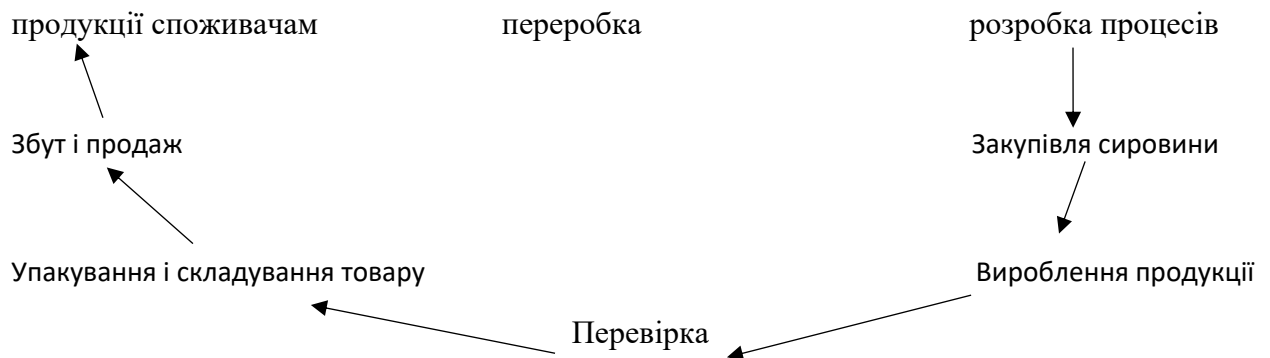 продукції споживачам переробка розробка процесів
Збут і продаж Закупівля сировини
Упакування і складування товару Вироблення продукції
Перевірка